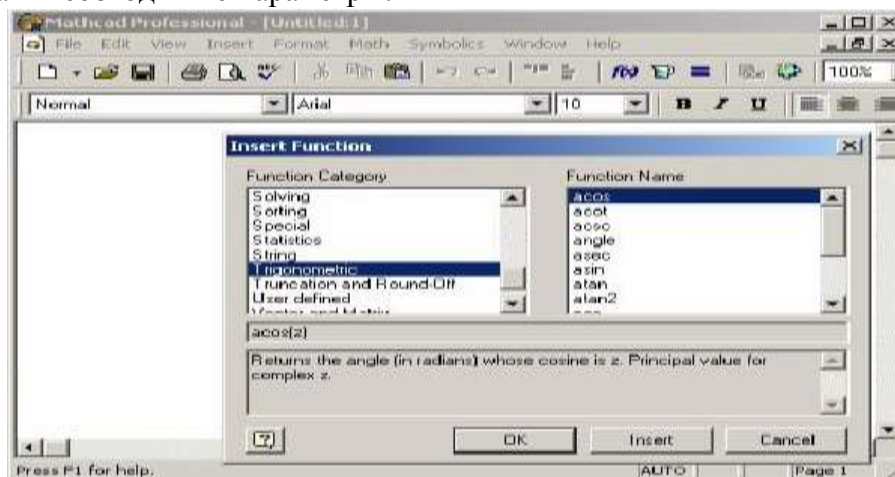 Mathcad Professional - [Untitled:1]
File Edit View Insert Format Math Symbolics Window Help
100%
Normal Arial 10 B I U
Insert Function
Function Category Function Name
Solving
Sorting
Special
Statistics
String
Trigonometric
Truncation and Round-Off
User defined
Vector and Matrix
acos
acot
acsc
angle
asec
asin
atan
atan2
acos(z)
Returns the angle (in radians) whose cosine is z. Principal value for
complex z.
OK Insert Cancel
Press F1 for help. AUTO Page 1